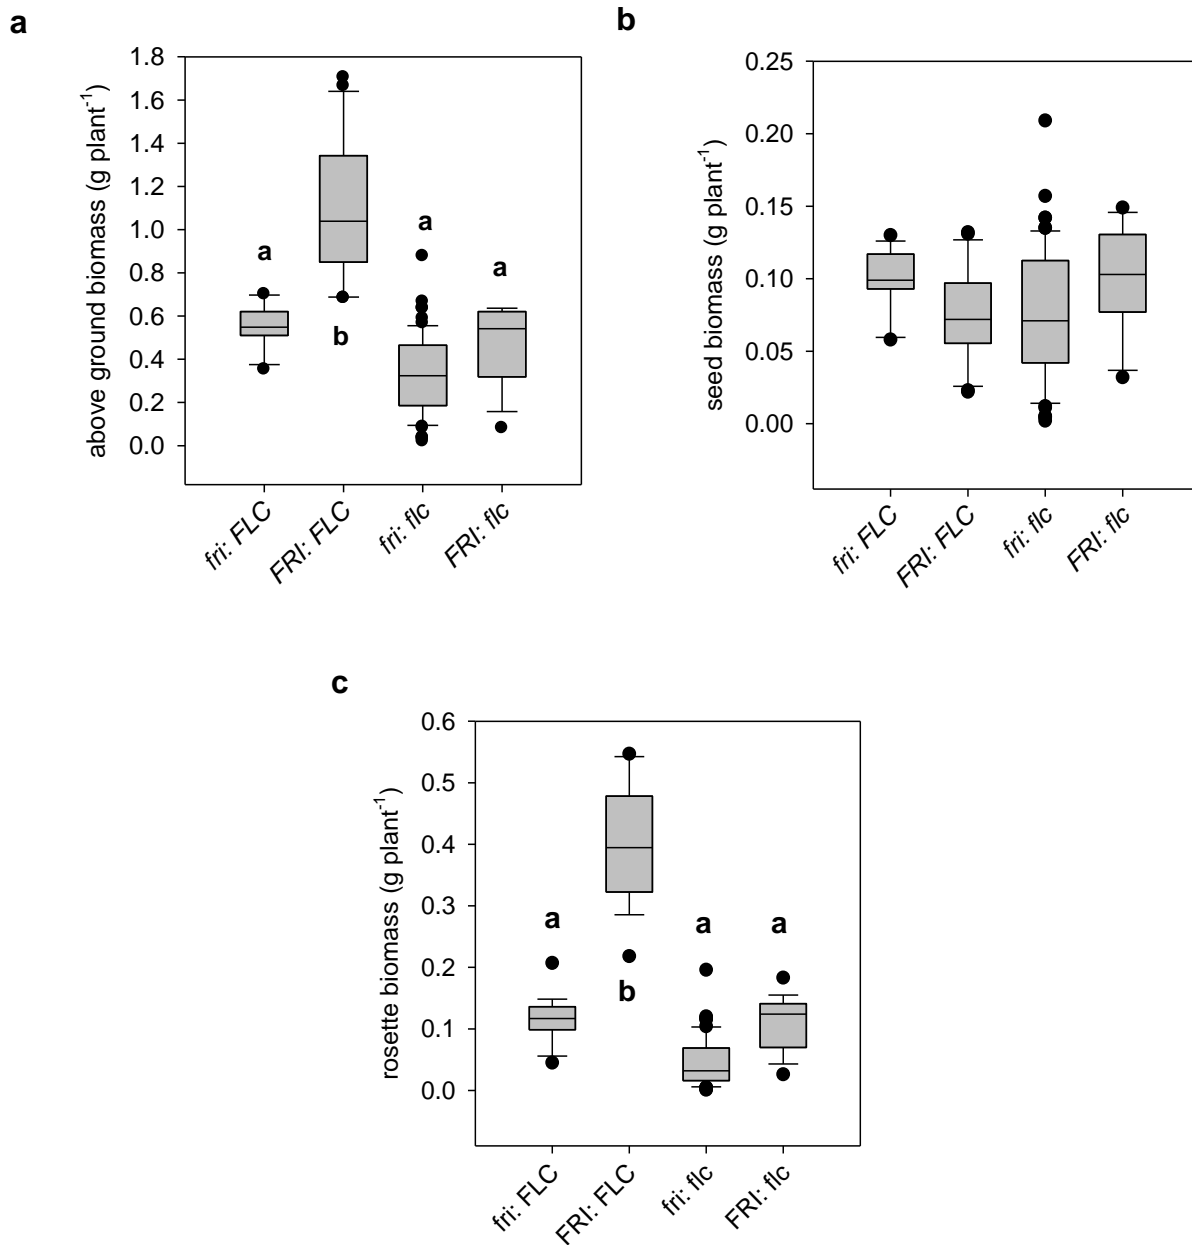 a
above ground biomass (g plant⁻¹)
1.8
1.6
1.4
1.2
1.0
0.8
0.6
0.4
0.2
0.0
a
b
a
a
fri: FLC
FRI: FLC
fri: flc
FRI: flc
b
seed biomass (g plant⁻¹)
0.25
0.20
0.15
0.10
0.05
0.00
fri: FLC
FRI: FLC
fri: flc
FRI: flc
c
rosette biomass (g plant⁻¹)
0.6
0.5
0.4
0.3
0.2
0.1
0.0
a
b
a
a
fri: FLC
FRI: FLC
fri: flc
FRI: flc